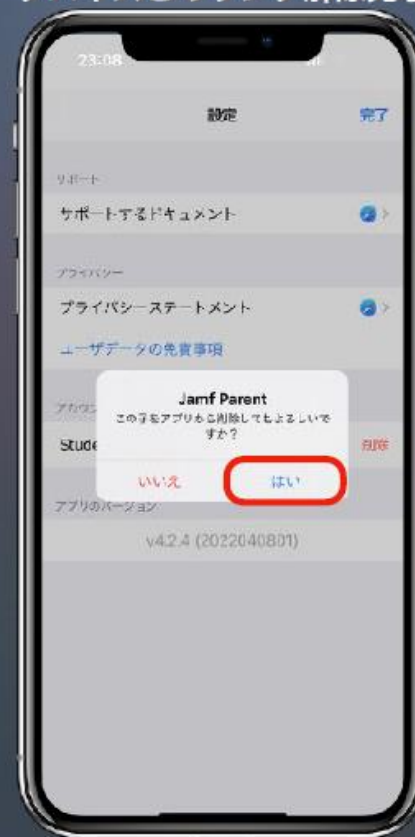 23:08
設定
完了
サポート
サポートするドキュメント
プライバシー
プライバシーステートメント
ユーザデータの免責事項
Jamf Parent
この子をアプリから削除してもよろしいで
すか？
Stude
削除
いいえ
はい
アプリのバージョン
v4.2.4 (2022040801)